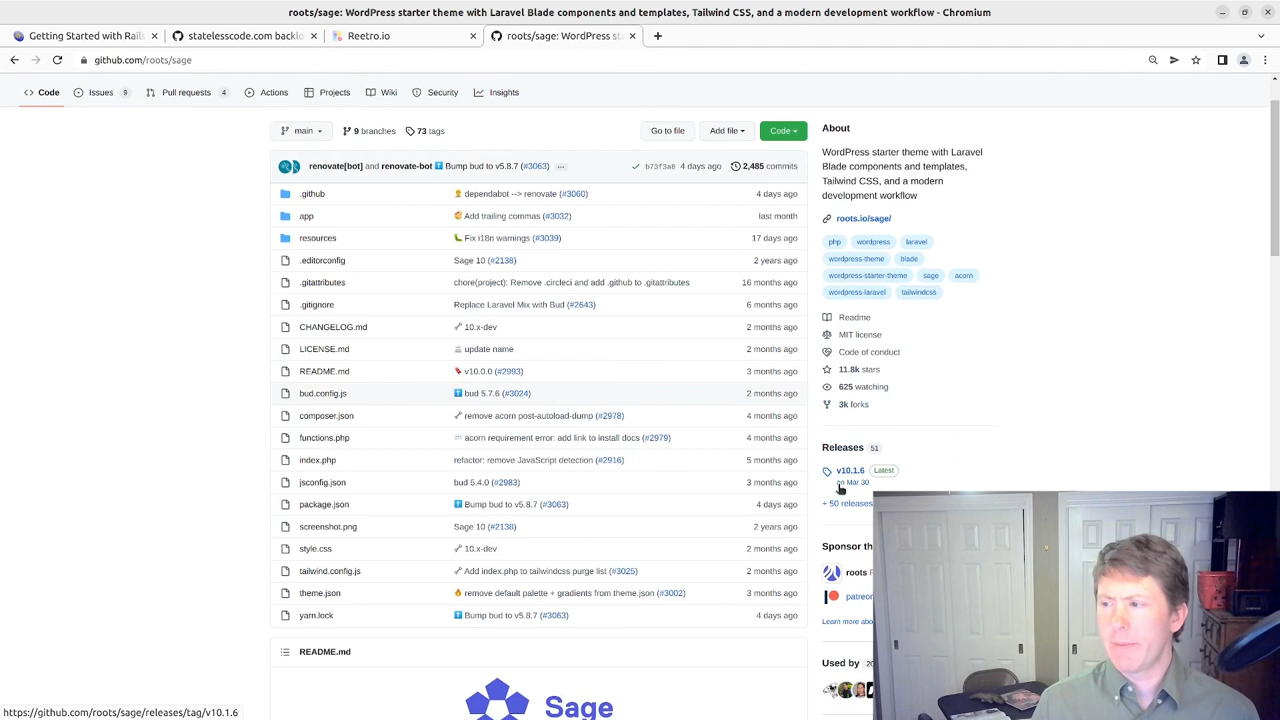 roots/sage: WordPress starter theme with Laravel Blade components and templates, Tailwind CSS, and a modern development workflow - Chromium
Getting Started with Rails
statelesscode.com backlo
Reetro.io
roots/sage: WordPress st
github.com/roots/sage
Code
Issues 9
Pull requests 4
Actions
Projects
Wiki
Security
Insights
main
9 branches
73 tags
Go to file
Add file
Code
renovate[bot] and renovate-bot Bump bud to v5.8.7 (#3063) ... b73f3a8 4 days ago 2,485 commits
.github dependabot --> renovate (#3060) 4 days ago
app Add trailing commas (#3032) last month
resources Fix i18n warnings (#3039) 17 days ago
.editorconfig Sage 10 (#2138) 2 years ago
.gitattributes chore(project): Remove .circleci and add .github to .gitattributes 16 months ago
.gitignore Replace Laravel Mix with Bud (#2643) 6 months ago
CHANGELOG.md 10.x-dev 2 months ago
LICENSE.md update name 2 months ago
README.md v10.0.0 (#2993) 3 months ago
bud.config.js bud 5.7.6 (#3024) 2 months ago
composer.json remove acorn post-autoload-dump (#2978) 4 months ago
functions.php acorn requirement error: add link to install docs (#2979) 4 months ago
index.php refactor: remove JavaScript detection (#2916) 5 months ago
jsconfig.json bud 5.4.0 (#2983) 3 months ago
package.json Bump bud to v5.8.7 (#3063) 4 days ago
screenshot.png Sage 10 (#2138) 2 years ago
style.css 10.x-dev 2 months ago
tailwind.config.js Add index.php to tailwindcss purge list (#3025) 2 months ago
theme.json remove default palette + gradients from theme.json (#3002) 3 months ago
yarn.lock Bump bud to v5.8.7 (#3063) 4 days ago
README.md
Sage
About
WordPress starter theme with Laravel
Blade components and templates,
Tailwind CSS, and a modern
development workflow
roots.io/sage/
php wordpress laravel
wordpress-theme blade
wordpress-starter-theme sage acorn
wordpress-laravel tailwindcss
Readme
MIT license
Code of conduct
11.8k stars
625 watching
3k forks
Releases 51
v10.1.6 Latest
on Mar 30
+ 50 releases
Sponsor th
roots
patreon
Learn more abo
Used by
https://github.com/roots/sage/releases/tag/v10.1.6